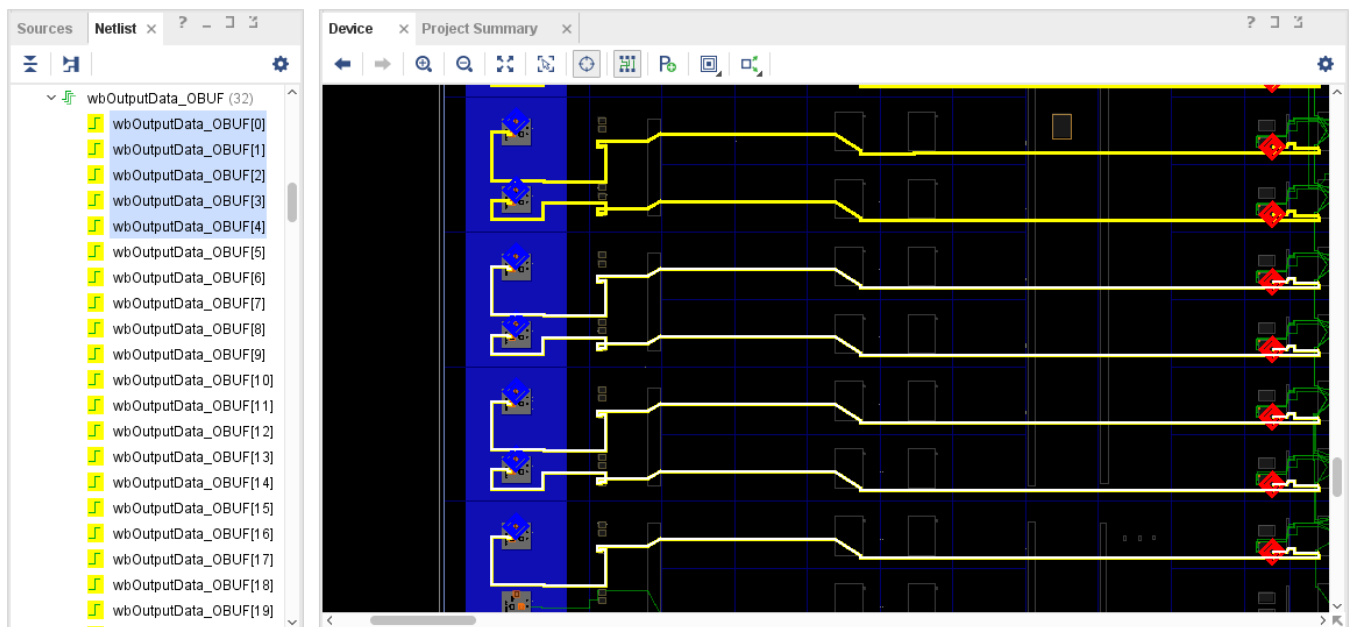 Sources Netlist × ?
Device × Project Summary × ?
wbOutputData_OBUF (32)
wbOutputData_OBUF[0]
wbOutputData_OBUF[1]
wbOutputData_OBUF[2]
wbOutputData_OBUF[3]
wbOutputData_OBUF[4]
wbOutputData_OBUF[5]
wbOutputData_OBUF[6]
wbOutputData_OBUF[7]
wbOutputData_OBUF[8]
wbOutputData_OBUF[9]
wbOutputData_OBUF[10]
wbOutputData_OBUF[11]
wbOutputData_OBUF[12]
wbOutputData_OBUF[13]
wbOutputData_OBUF[14]
wbOutputData_OBUF[15]
wbOutputData_OBUF[16]
wbOutputData_OBUF[17]
wbOutputData_OBUF[18]
wbOutputData_OBUF[19]